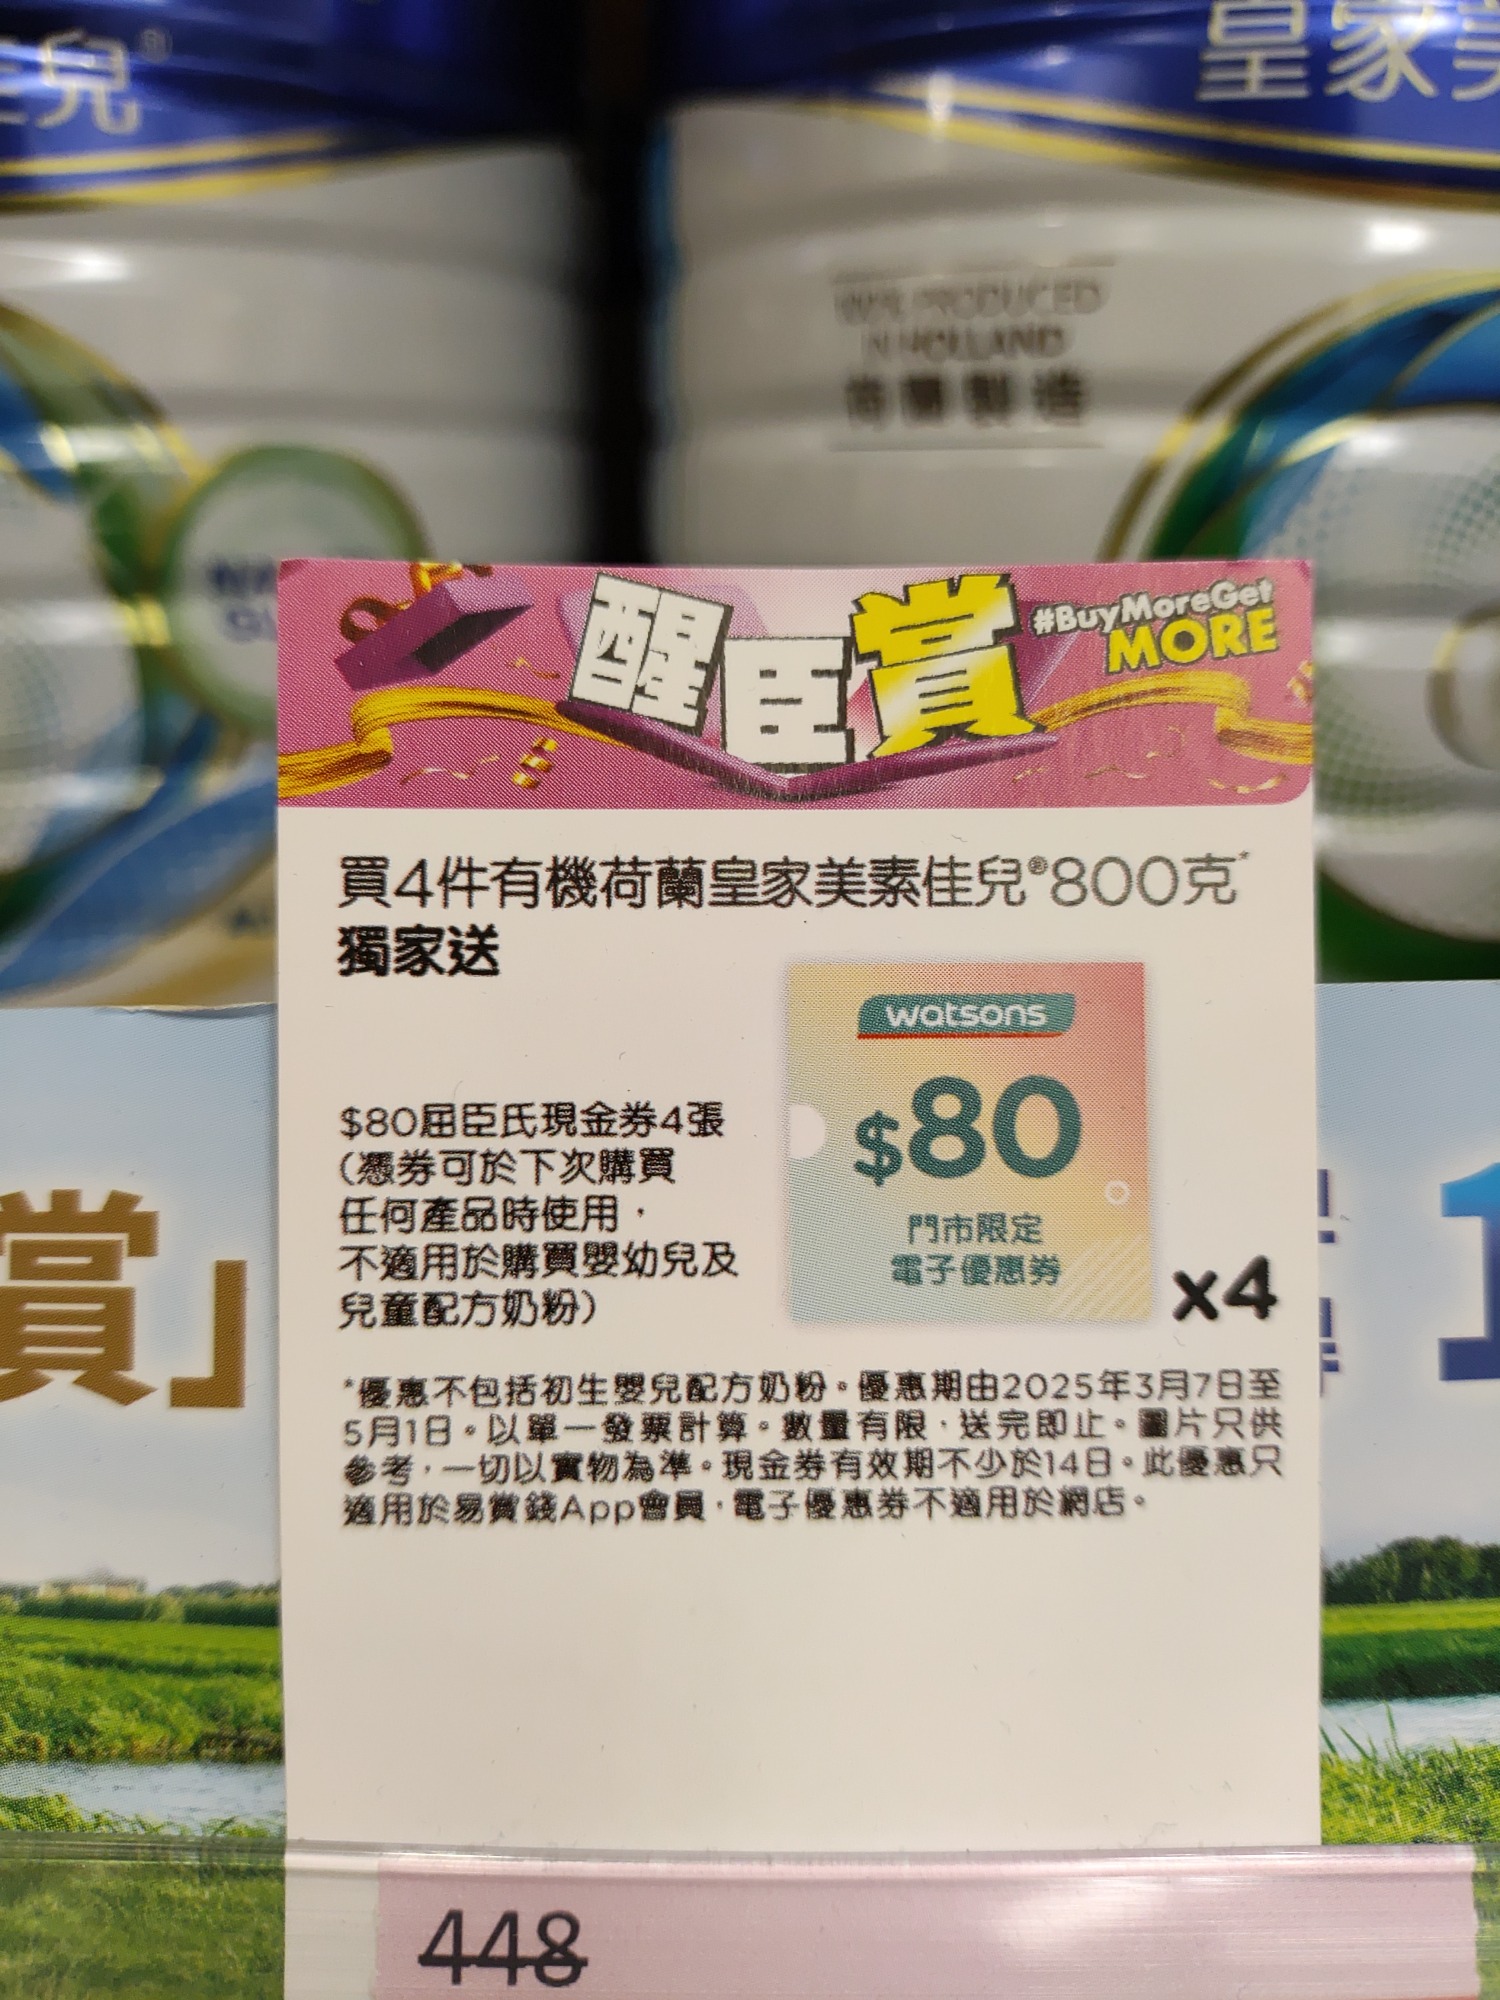 兒®
皇家美
100% PRODUCED
IN HOLLAND
荷蘭製造
醒臣賞
#BuyMoreGet
MORE
買4件有機荷蘭皇家美素佳兒®800克*
獨家送
watsons
$80
門市限定
電子優惠券
x4
$80屈臣氏現金券4張
(憑券可於下次購買
任何產品時使用，
不適用於購買嬰幼兒及
兒童配方奶粉)
*優惠不包括初生嬰兒配方奶粉。優惠期由2025年3月7日至
5月1日。以單一發票計算。數量有限，送完即止。圖片只供
參考，一切以實物為準。現金券有效期不少於14日。此優惠只
適用於易賞錢App會員，電子優惠券不適用於網店。
賞」
1
448